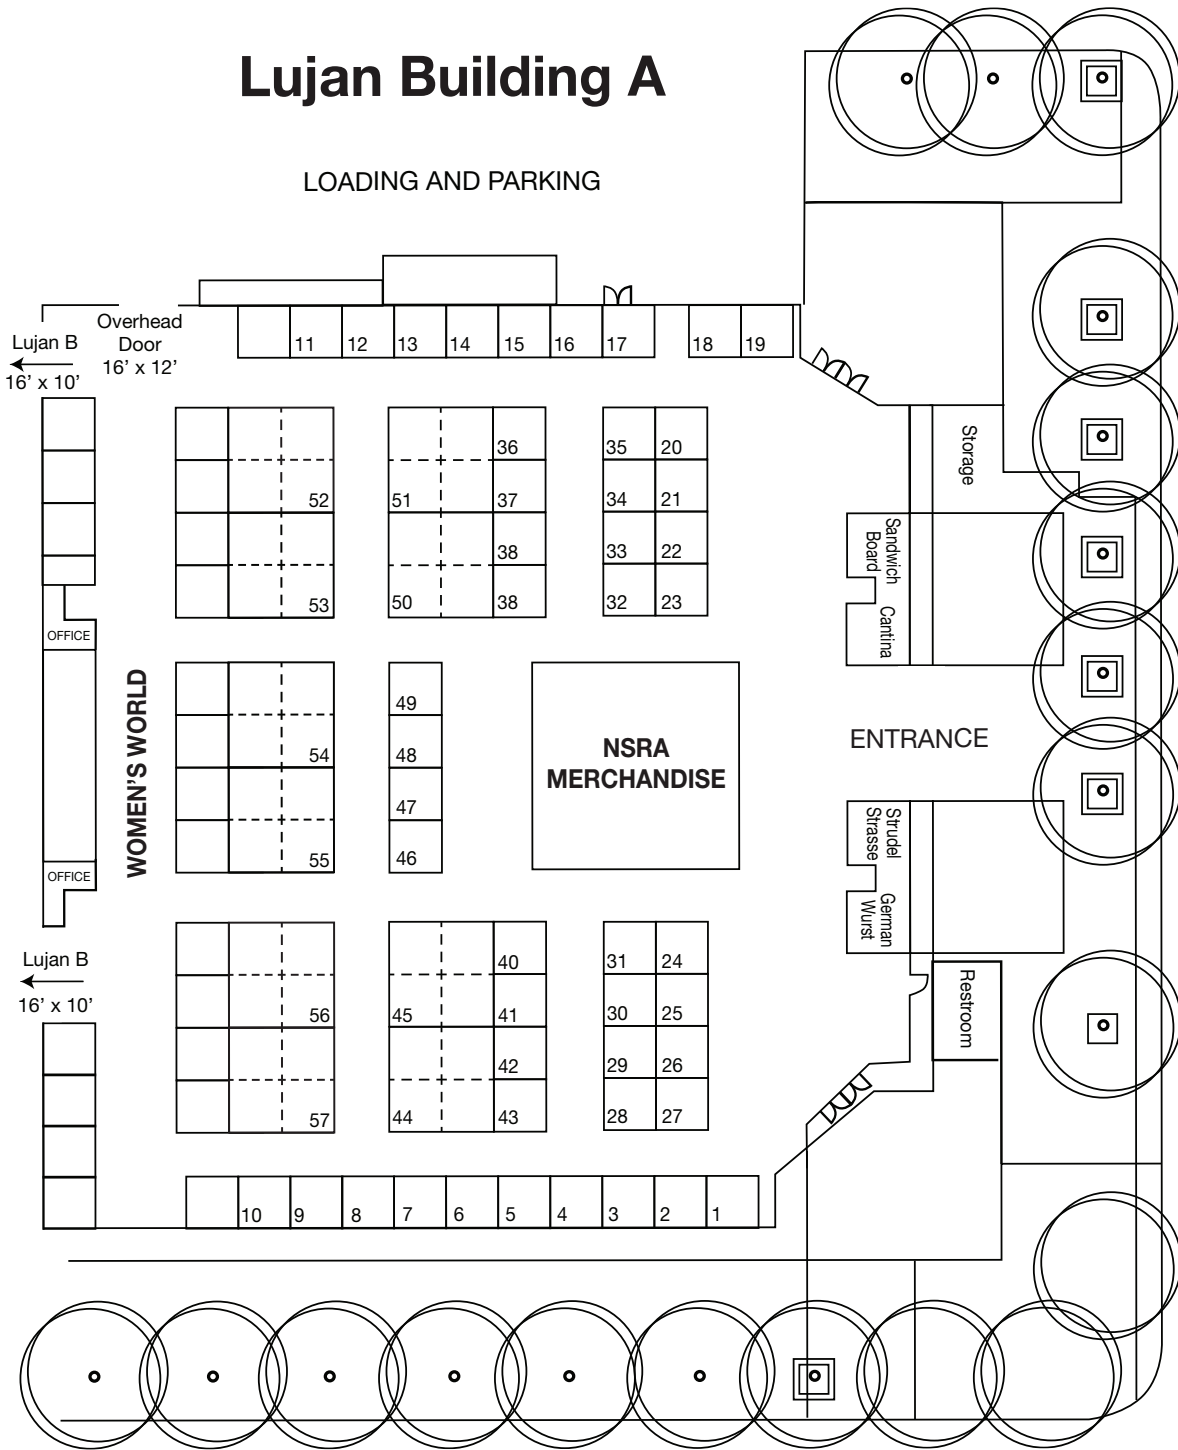 Lujan Building A
LOADING AND PARKING
Overhead
Door
16’ x 12’
Lujan B
16’ x 10’
11 12 13 14 15 16 17 18 19
36 35 20
52 51 37 34 21
38 33 22
53 50 38 32 23
Storage
Sandwich
Board
Cantina
OFFICE
WOMEN’S WORLD
49
54 48
47
55 46
NSRA
MERCHANDISE
ENTRANCE
Strudel
Strasse
German
Wurst
OFFICE
Lujan B
16’ x 10’
40 31 24
56 45 41 30 25
42 29 26
57 44 43 28 27
Restroom
10 9 8 7 6 5 4 3 2 1